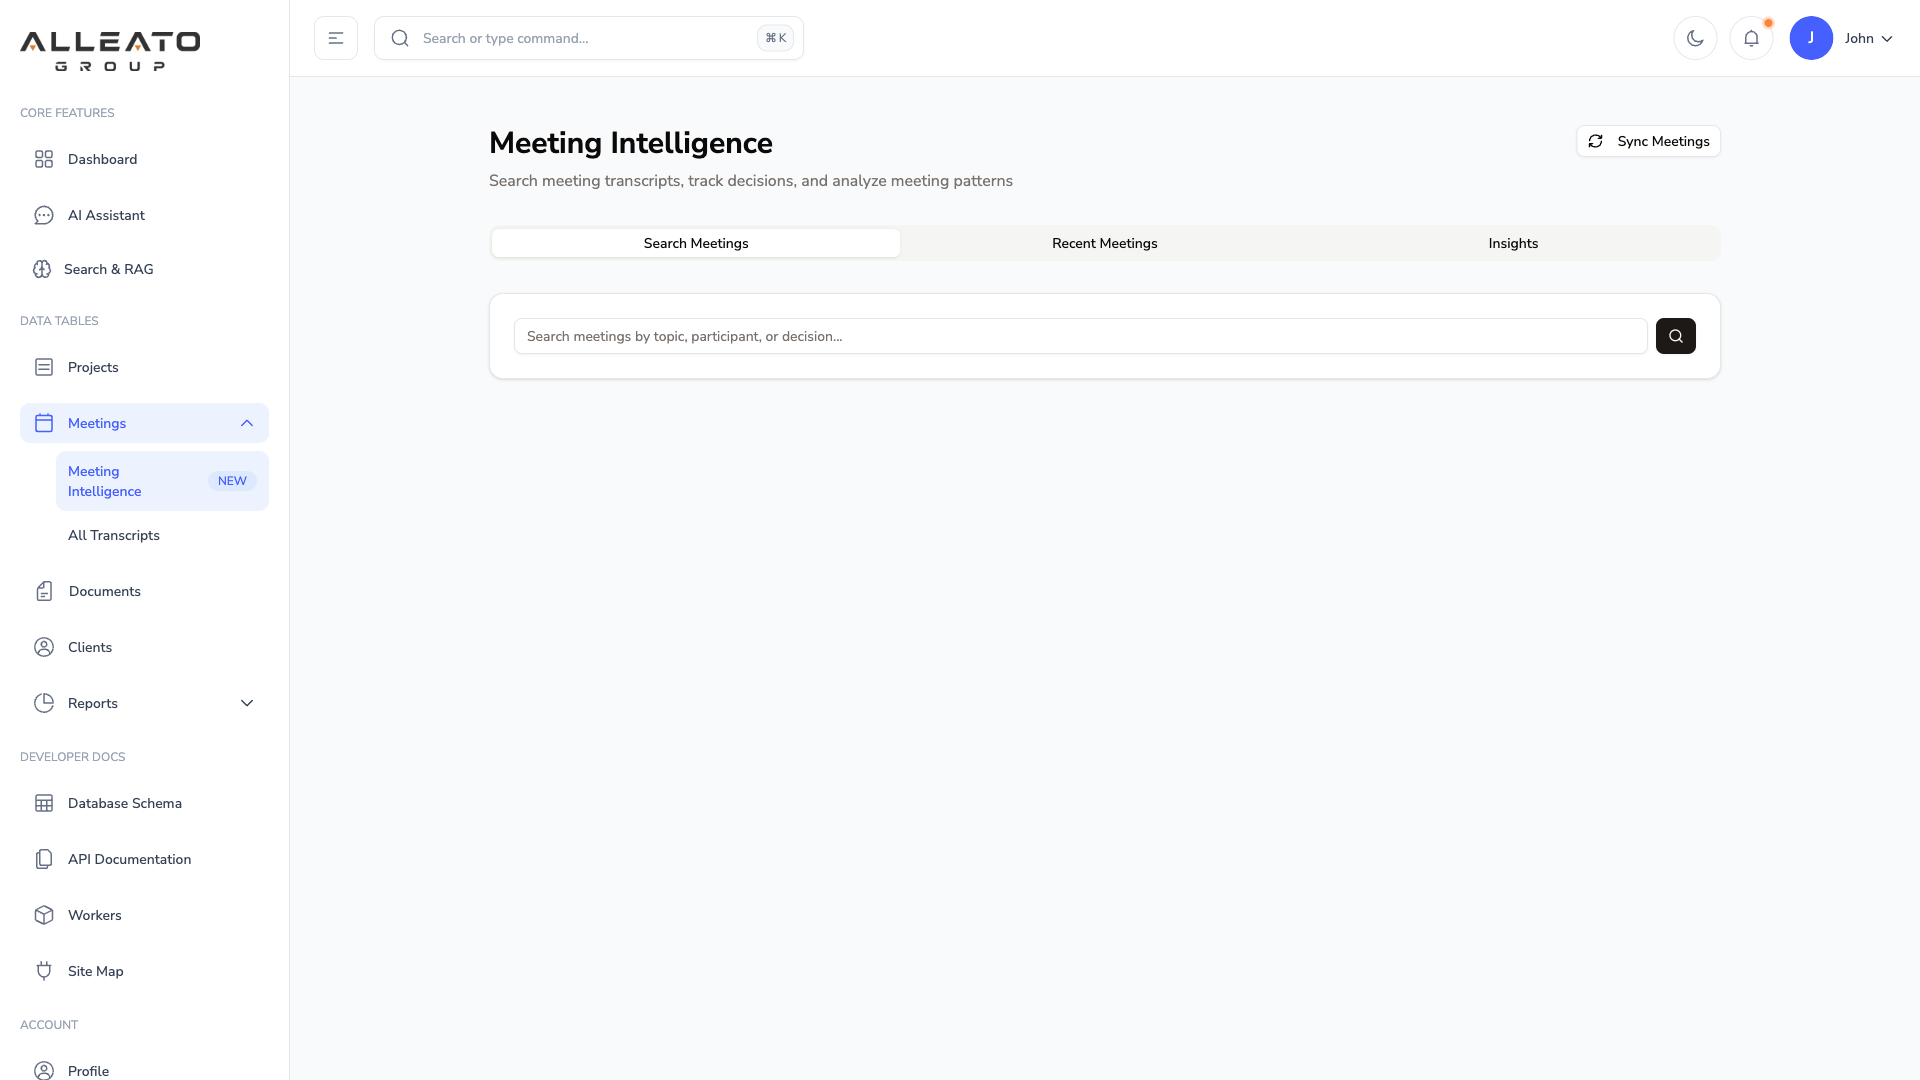 ALLEATO
GROUP
CORE FEATURES
Dashboard
AI Assistant
Search & RAG
DATA TABLES
Projects
Meetings
Meeting
Intelligence
NEW
All Transcripts
Documents
Clients
Reports
DEVELOPER DOCS
Database Schema
API Documentation
Workers
Site Map
ACCOUNT
Profile
Search or type command...
⌘ K
J
John
Meeting Intelligence
Search meeting transcripts, track decisions, and analyze meeting patterns
Sync Meetings
Search Meetings
Recent Meetings
Insights
Search meetings by topic, participant, or decision...